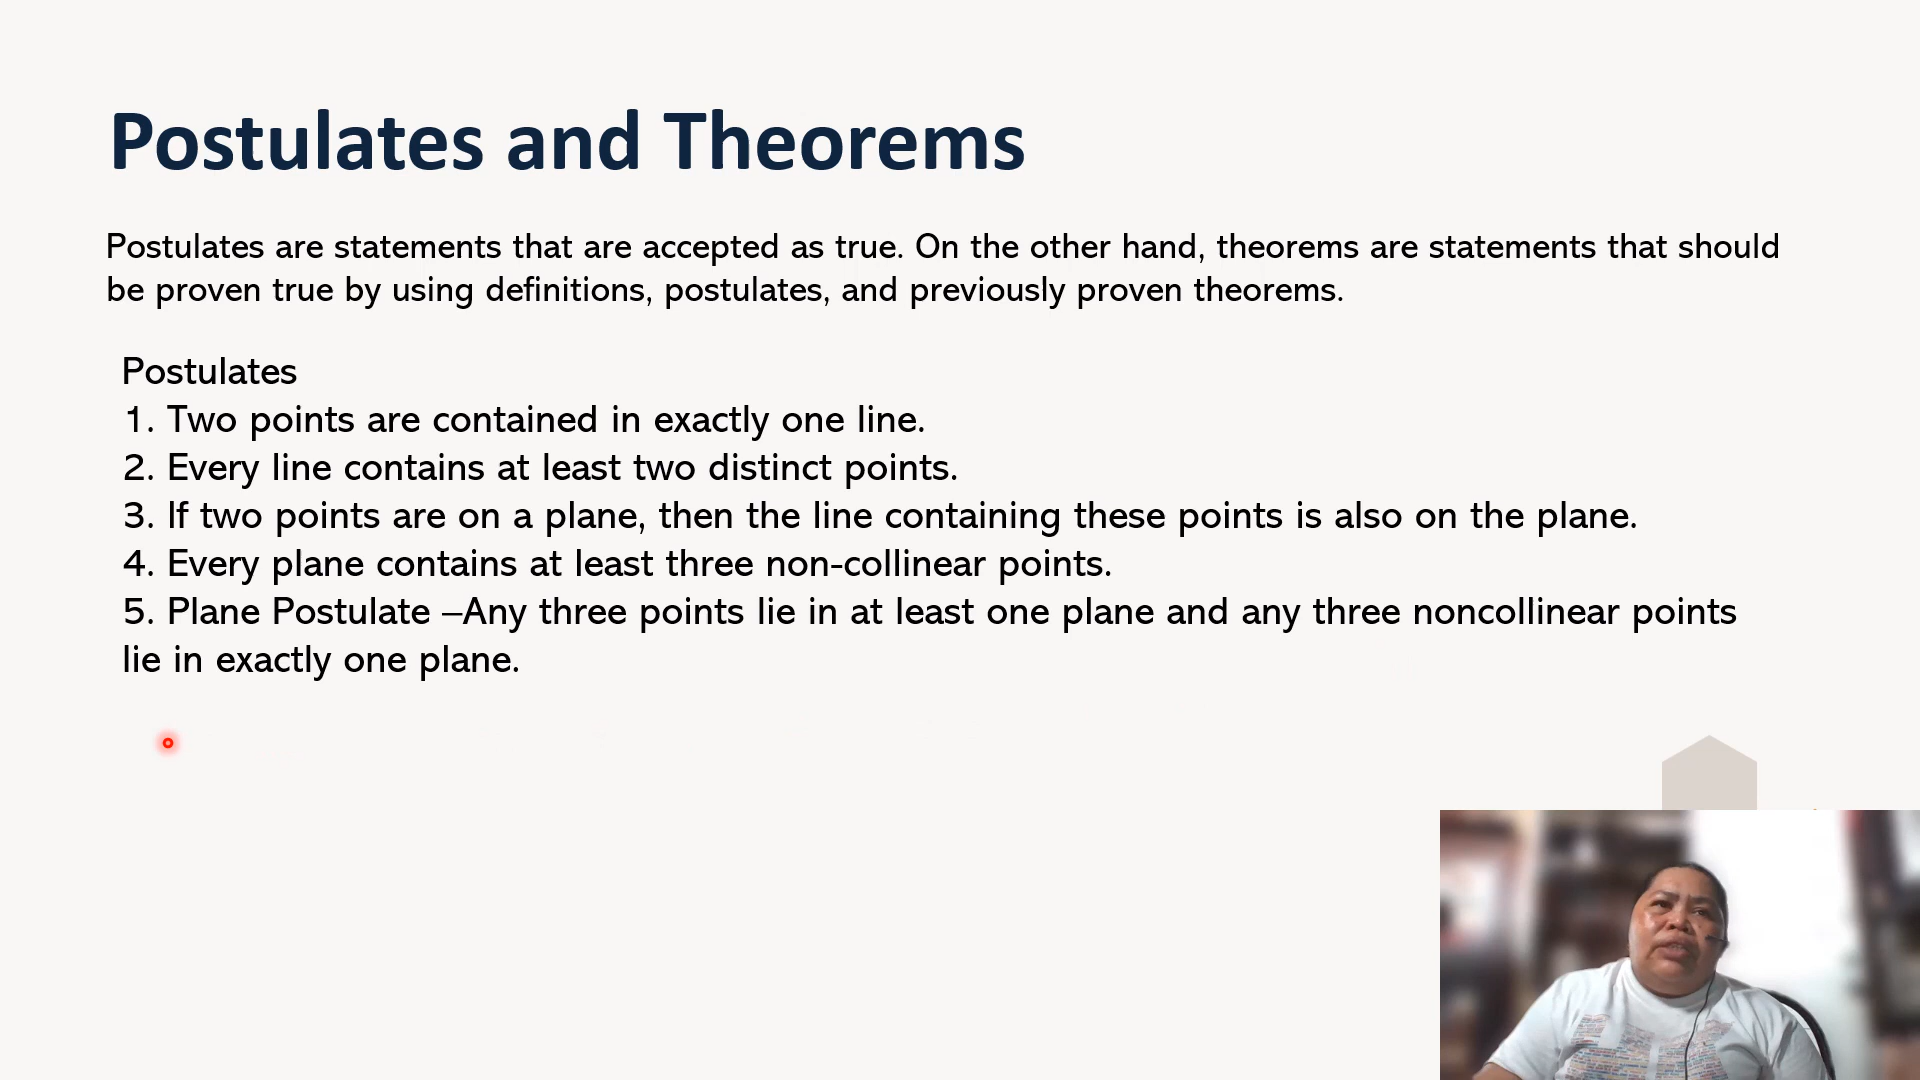 Postulates and Theorems
Postulates are statements that are accepted as true. On the other hand, theorems are statements that should
be proven true by using definitions, postulates, and previously proven theorems.
Postulates
1. Two points are contained in exactly one line.
2. Every line contains at least two distinct points.
3. If two points are on a plane, then the line containing these points is also on the plane.
4. Every plane contains at least three non-collinear points.
5. Plane Postulate –Any three points lie in at least one plane and any three noncollinear points
lie in exactly one plane.